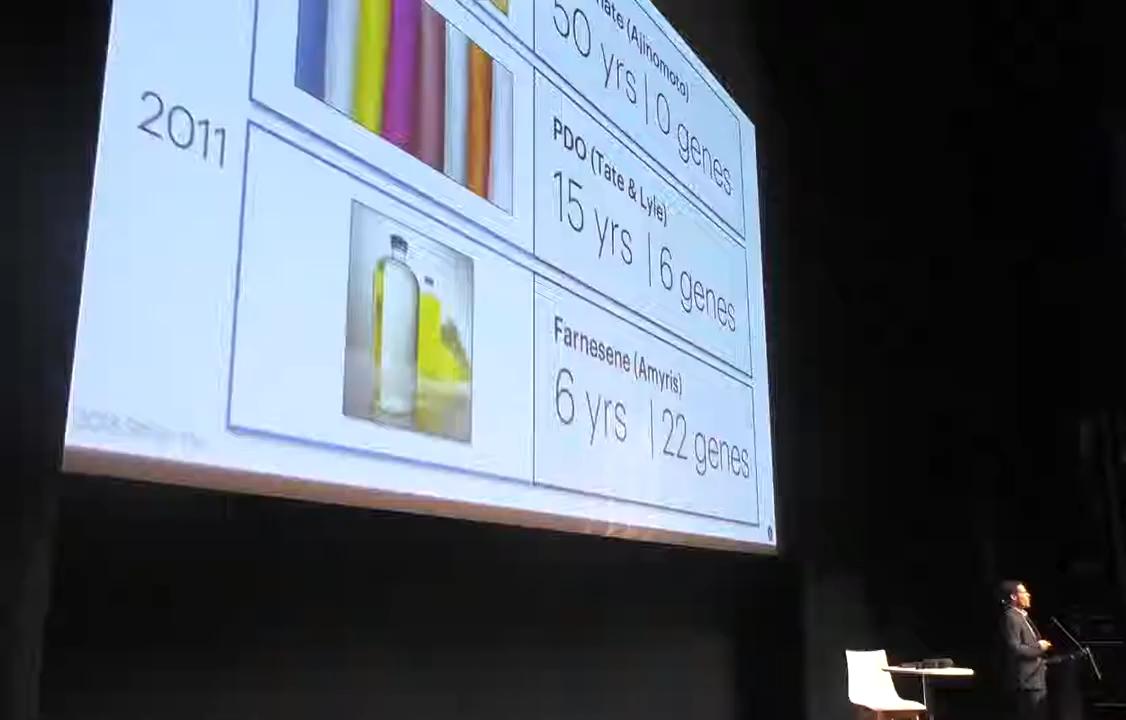 (Ajinomoto)
50 yrs | 0 genes
2011
PDO (Tate & Lyle)
15 yrs | 6 genes
Farnesene (Amyris)
6 yrs | 22 genes